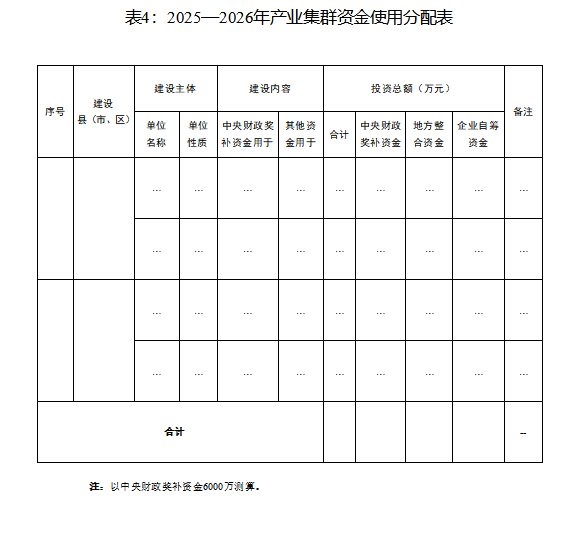 表4：2025—2026年产业集群资金使用分配表
序号
建设
县（市、区）
建设主体
建设内容
投资总额（万元）
备注
单位
名称
单位
性质
中央财政奖
补资金用于
其他资
金用于
合计
中央财政
奖补资金
地方整
合资金
企业自筹
资金
... ... ... ... ... ... ... ... ...
... ... ... ... ... ... ... ... ...
... ... ... ... ... ... ... ... ...
... ... ... ... ... ... ... ... ...
合计
--
注：以中央财政奖补资金6000万测算。